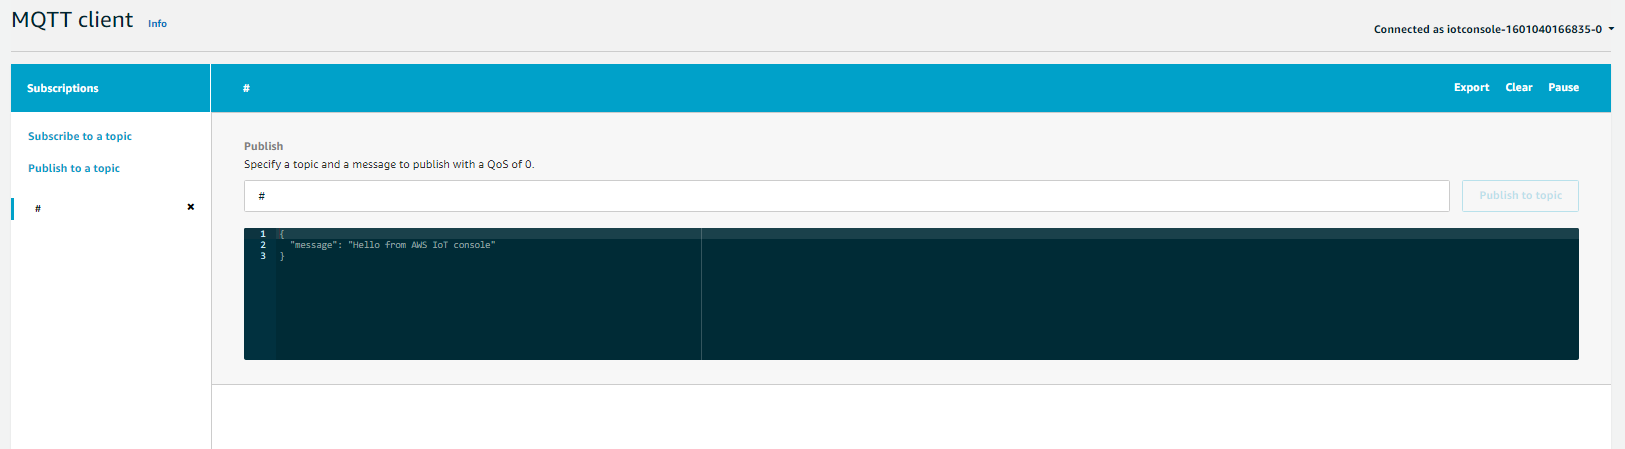 MQTT client Info
Connected as iotconsole-1601040166835-0
Subscriptions
# Export Clear Pause
Subscribe to a topic
Publish to a topic
# ×
Publish
Specify a topic and a message to publish with a QoS of 0.
# Publish to topic
1 {
2 "message": "Hello from AWS IoT console"
3 }